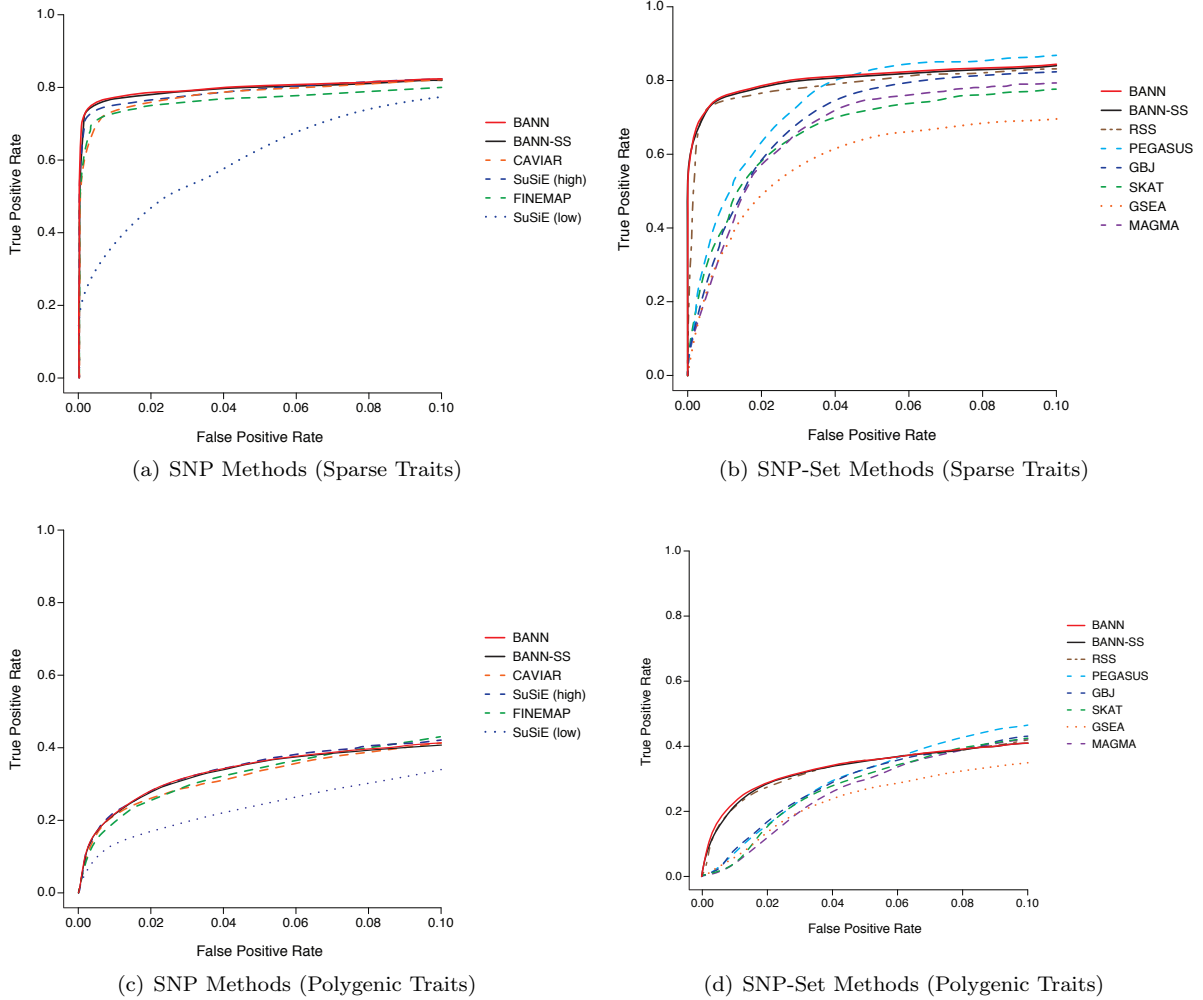 1.0
0.8
0.6
0.4
0.2
0.0
True Positive Rate
0.00 0.02 0.04 0.06 0.08 0.10
False Positive Rate
BANN
BANN-SS
CAVIAR
SuSiE (high)
FINEMAP
SuSiE (low)
(a) SNP Methods (Sparse Traits)
1.0
0.8
0.6
0.4
0.2
0.0
True Positive Rate
0.00 0.02 0.04 0.06 0.08 0.10
False Positive Rate
BANN
BANN-SS
RSS
PEGASUS
GBJ
SKAT
GSEA
MAGMA
(b) SNP-Set Methods (Sparse Traits)
1.0
0.8
0.6
0.4
0.2
0.0
True Positive Rate
0.00 0.02 0.04 0.06 0.08 0.10
False Positive Rate
BANN
BANN-SS
CAVIAR
SuSiE (high)
FINEMAP
SuSiE (low)
(c) SNP Methods (Polygenic Traits)
1.0
0.8
0.6
0.4
0.2
0.0
True Positive Rate
0.00 0.02 0.04 0.06 0.08 0.10
False Positive Rate
BANN
BANN-SS
RSS
PEGASUS
GBJ
SKAT
GSEA
MAGMA
(d) SNP-Set Methods (Polygenic Traits)